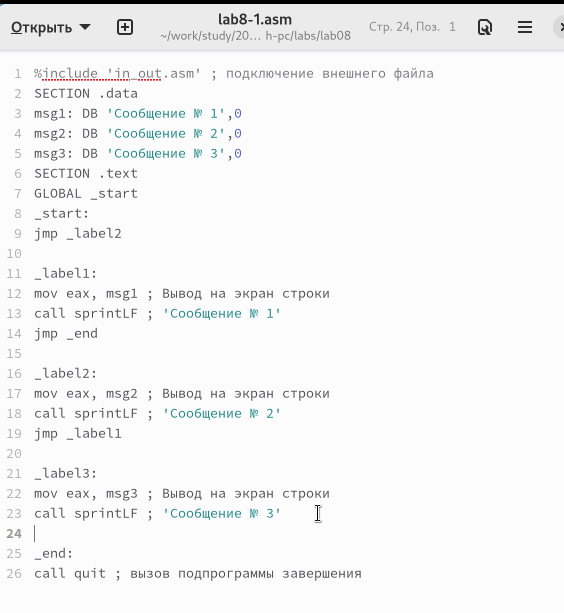 Открыть
lab8-1.asm
~/work/study/20... h-pc/labs/lab08
Стр. 24, Поз. 1
1 %include 'in_out.asm' ; подключение внешнего файла
2 SECTION .data
3 msg1: DB 'Сообщение № 1',0
4 msg2: DB 'Сообщение № 2',0
5 msg3: DB 'Сообщение № 3',0
6 SECTION .text
7 GLOBAL _start
8 _start:
9 jmp _label2
10
11 _label1:
12 mov eax, msg1 ; Вывод на экран строки
13 call sprintLF ; 'Сообщение № 1'
14 jmp _end
15
16 _label2:
17 mov eax, msg2 ; Вывод на экран строки
18 call sprintLF ; 'Сообщение № 2'
19 jmp _label1
20
21 _label3:
22 mov eax, msg3 ; Вывод на экран строки
23 call sprintLF ; 'Сообщение № 3'
24
25 _end:
26 call quit ; вызов подпрограммы завершения